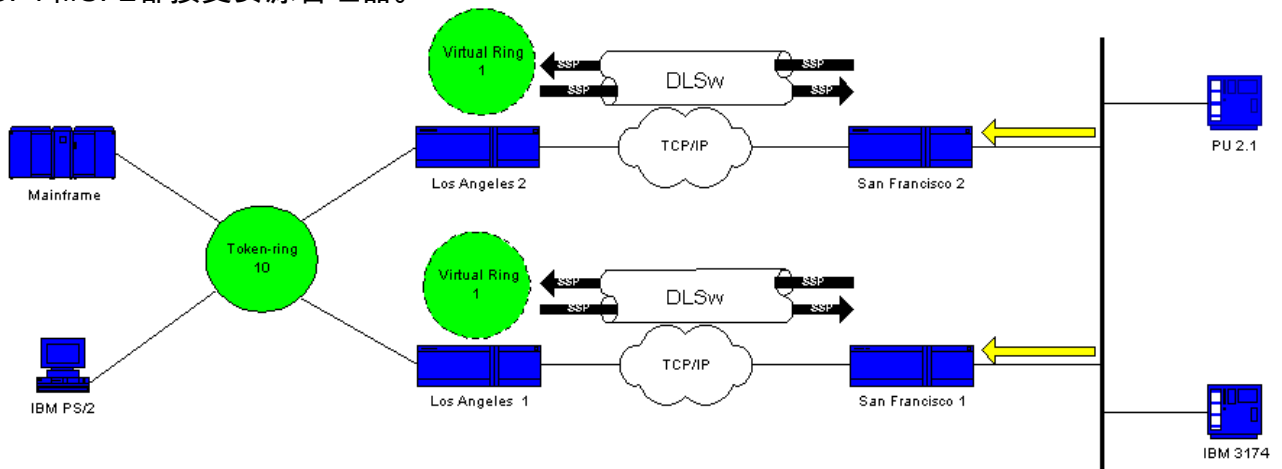 Virtual Ring
1
SSP
SSP
DLSw
SSP
SSP
Mainframe
Los Angeles 2
TCP/IP
San Francisco 2
PU 2.1
Token-ring
10
Virtual Ring
1
SSP
SSP
DLSw
SSP
SSP
IBM PS/2
Los Angeles 1
TCP/IP
San Francisco 1
IBM 3174